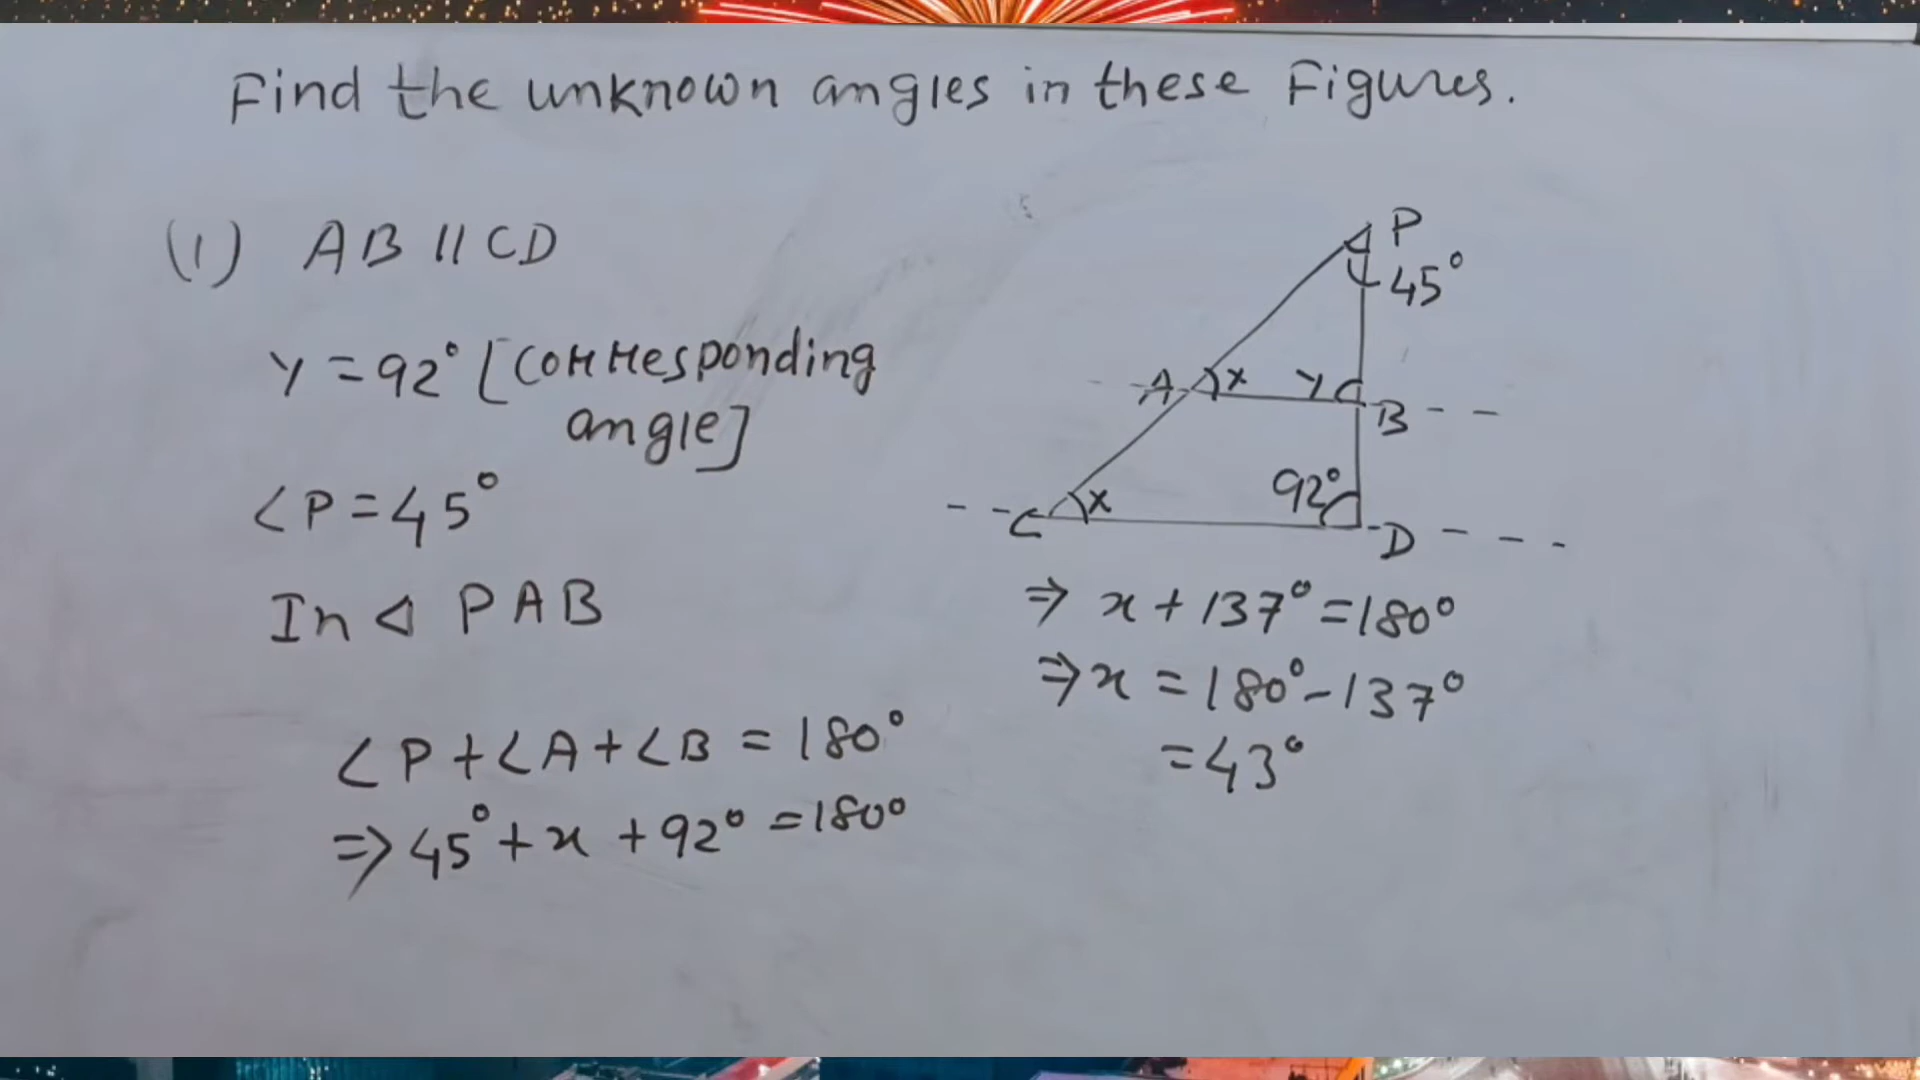 Find the unknown angles in these Figures.
(1) AB || CD
Y = 92° [corresponding
angle]
∠P = 45°
In ◁ PAB
∠P + ∠A + ∠B = 180°
⇒ 45° + x + 92° = 180°
P
45°
A x Y B
92°
C x D
⇒ x + 137° = 180°
⇒ x = 180° - 137°
= 43°